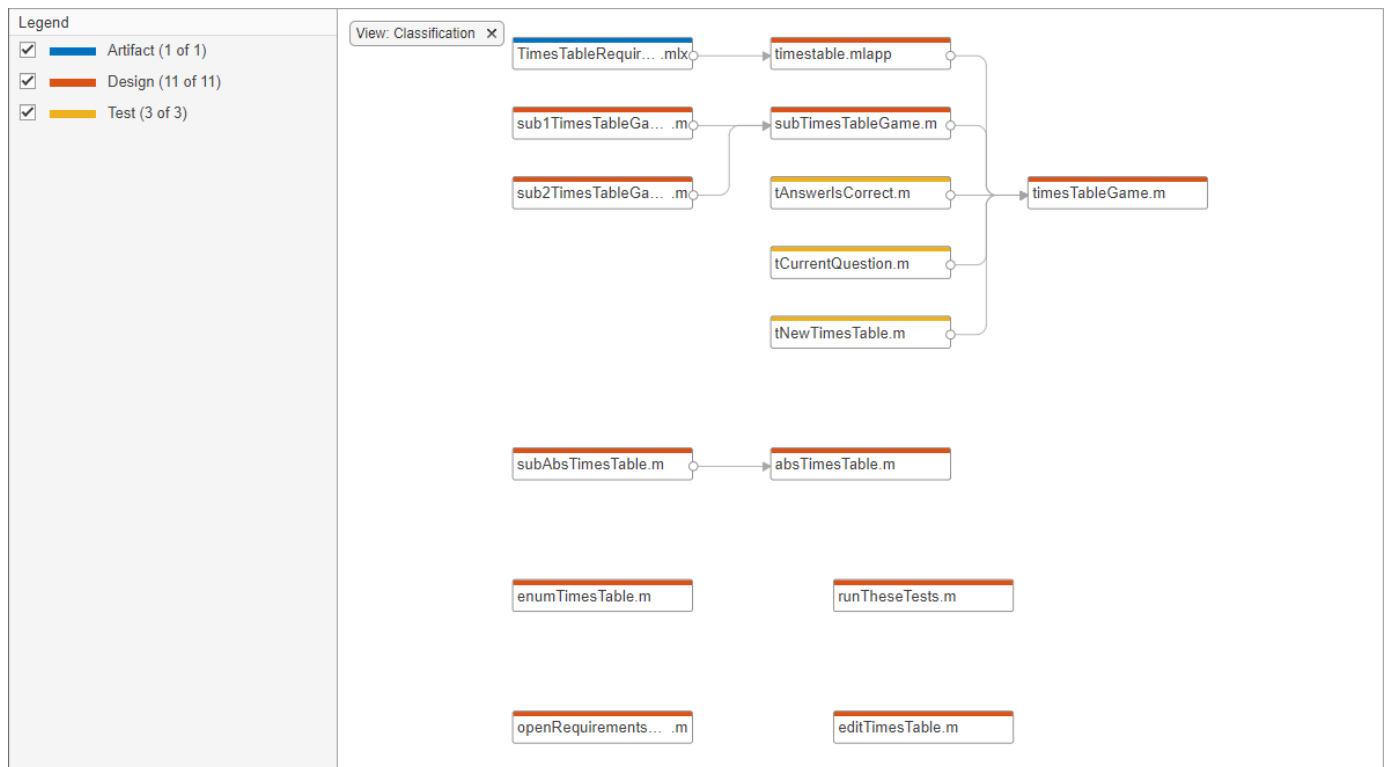 Legend
Artifact (1 of 1)
Design (11 of 11)
Test (3 of 3)
View: Classification ✕
TimesTableRequir... .mlx
timestable.mlapp
sub1TimesTableGa... .m
subTimesTableGame.m
sub2TimesTableGa... .m
tAnswerIsCorrect.m
timesTableGame.m
tCurrentQuestion.m
tNewTimesTable.m
subAbsTimesTable.m
absTimesTable.m
enumTimesTable.m
runTheseTests.m
openRequirements... .m
editTimesTable.m